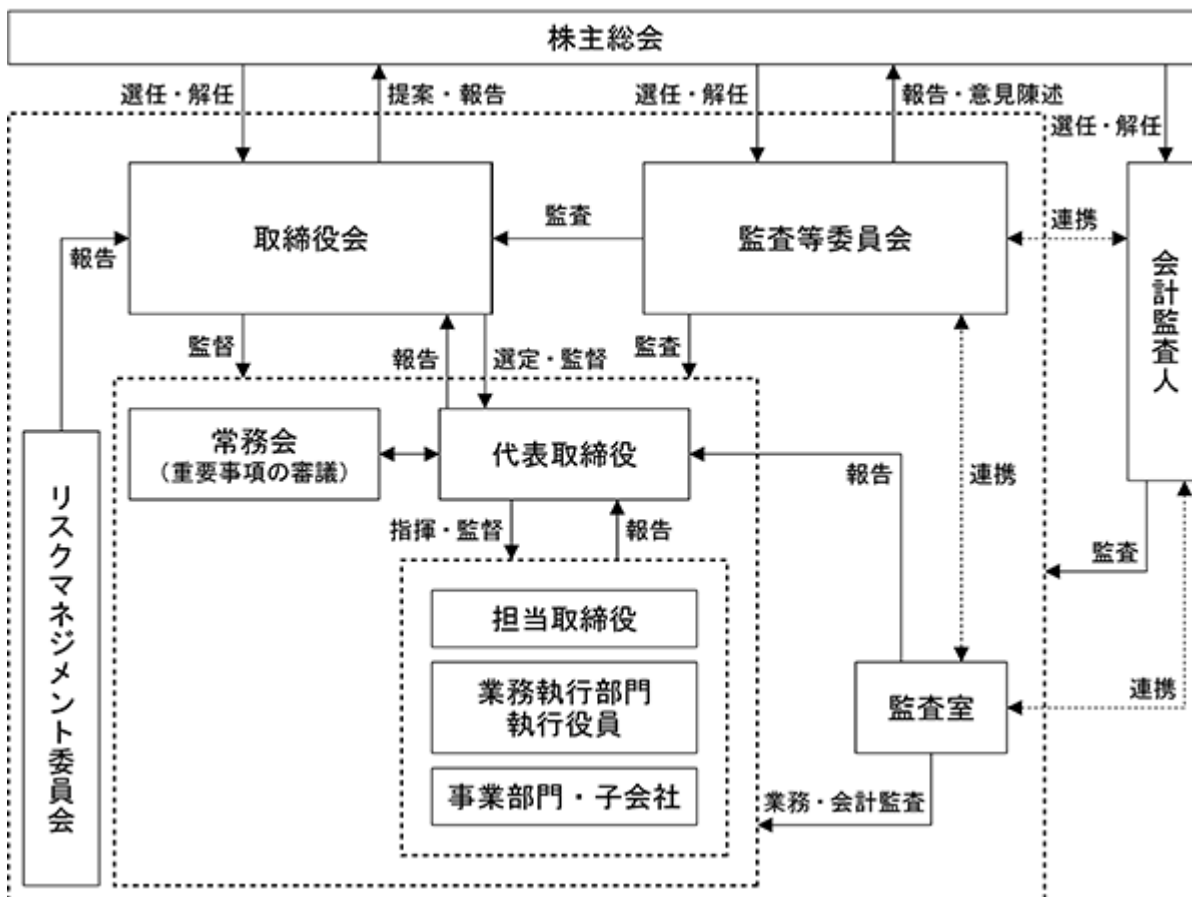 株主総会
選任・解任
提案・報告
選任・解任
報告・意見陳述
選任・解任
取締役会
監査
監査等委員会
連携
会計監査人
報告
監督
報告
選定・監督
監査
常務会
（重要事項の審議）
代表取締役
報告
連携
リスクマネジメント委員会
指揮・監督
報告
監査
担当取締役
業務執行部門
執行役員
監査室
連携
事業部門・子会社
業務・会計監査